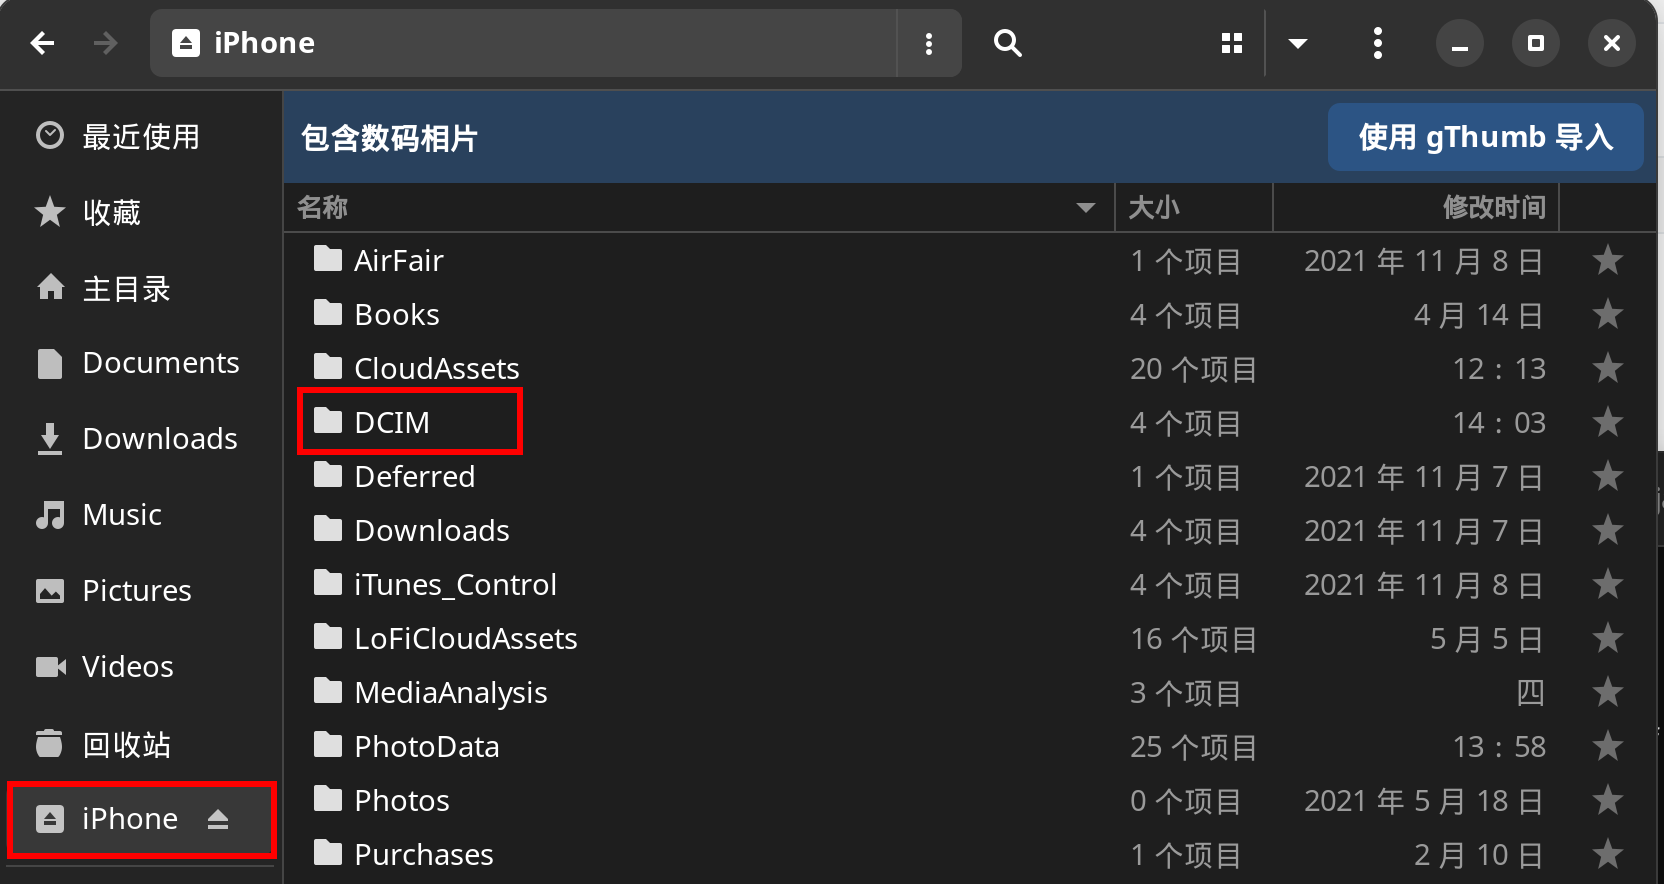 iPhone
最近使用
收藏
主目录
Documents
Downloads
Music
Pictures
Videos
回收站
iPhone
包含数码相片 使用 gThumb 导入
名称 大小 修改时间
AirFair 1 个项目 2021 年 11 月 8 日
Books 4 个项目 4 月 14 日
CloudAssets 20 个项目 12：13
DCIM 4 个项目 14：03
Deferred 1 个项目 2021 年 11 月 7 日
Downloads 4 个项目 2021 年 11 月 7 日
iTunes_Control 4 个项目 2021 年 11 月 8 日
LoFiCloudAssets 16 个项目 5 月 5 日
MediaAnalysis 3 个项目 四
PhotoData 25 个项目 13：58
Photos 0 个项目 2021 年 5 月 18 日
Purchases 1 个项目 2 月 10 日